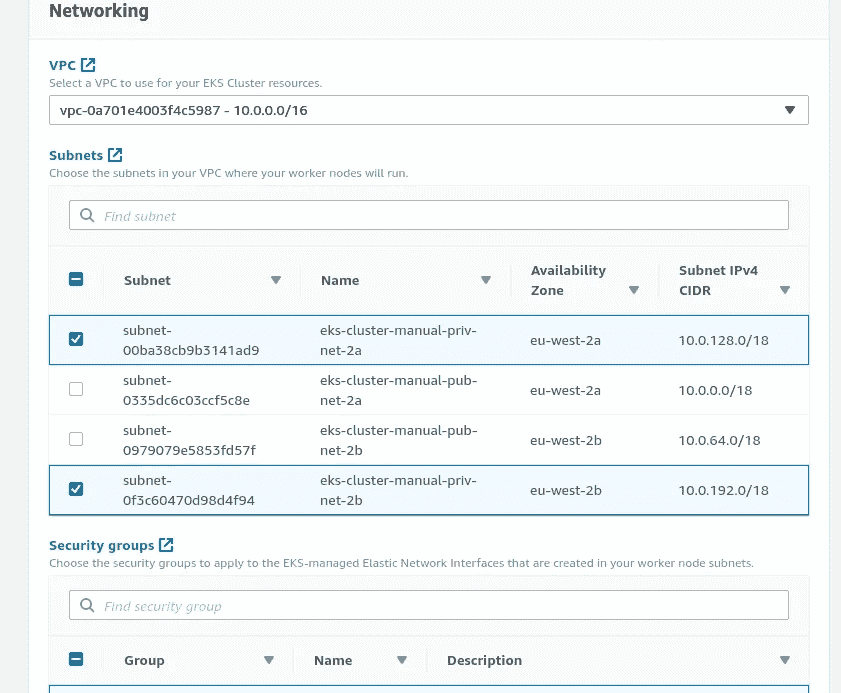 Networking
VPC
Select a VPC to use for your EKS Cluster resources.
vpc-0a701e4003f4c5987 - 10.0.0.0/16
Subnets
Choose the subnets in your VPC where your worker nodes will run.
Find subnet
Subnet Name Availability Zone Subnet IPv4 CIDR
subnet-00ba38cb9b3141ad9 eks-cluster-manual-priv-net-2a eu-west-2a 10.0.128.0/18
subnet-0335dc6c03ccf5c8e eks-cluster-manual-pub-net-2a eu-west-2a 10.0.0.0/18
subnet-0979079e5853fd57f eks-cluster-manual-pub-net-2b eu-west-2b 10.0.64.0/18
subnet-0f3c60470d98d4f94 eks-cluster-manual-priv-net-2b eu-west-2b 10.0.192.0/18
Security groups
Choose the security groups to apply to the EKS-managed Elastic Network Interfaces that are created in your worker node subnets.
Find security group
Group Name Description